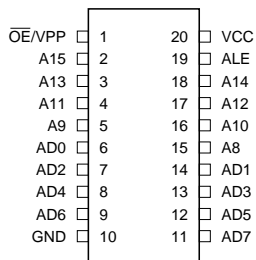 O̅E̅/VPP 1 20 VCC
A15 2 19 ALE
A13 3 18 A14
A11 4 17 A12
A9 5 16 A10
AD0 6 15 A8
AD2 7 14 AD1
AD4 8 13 AD3
AD6 9 12 AD5
GND 10 11 AD7